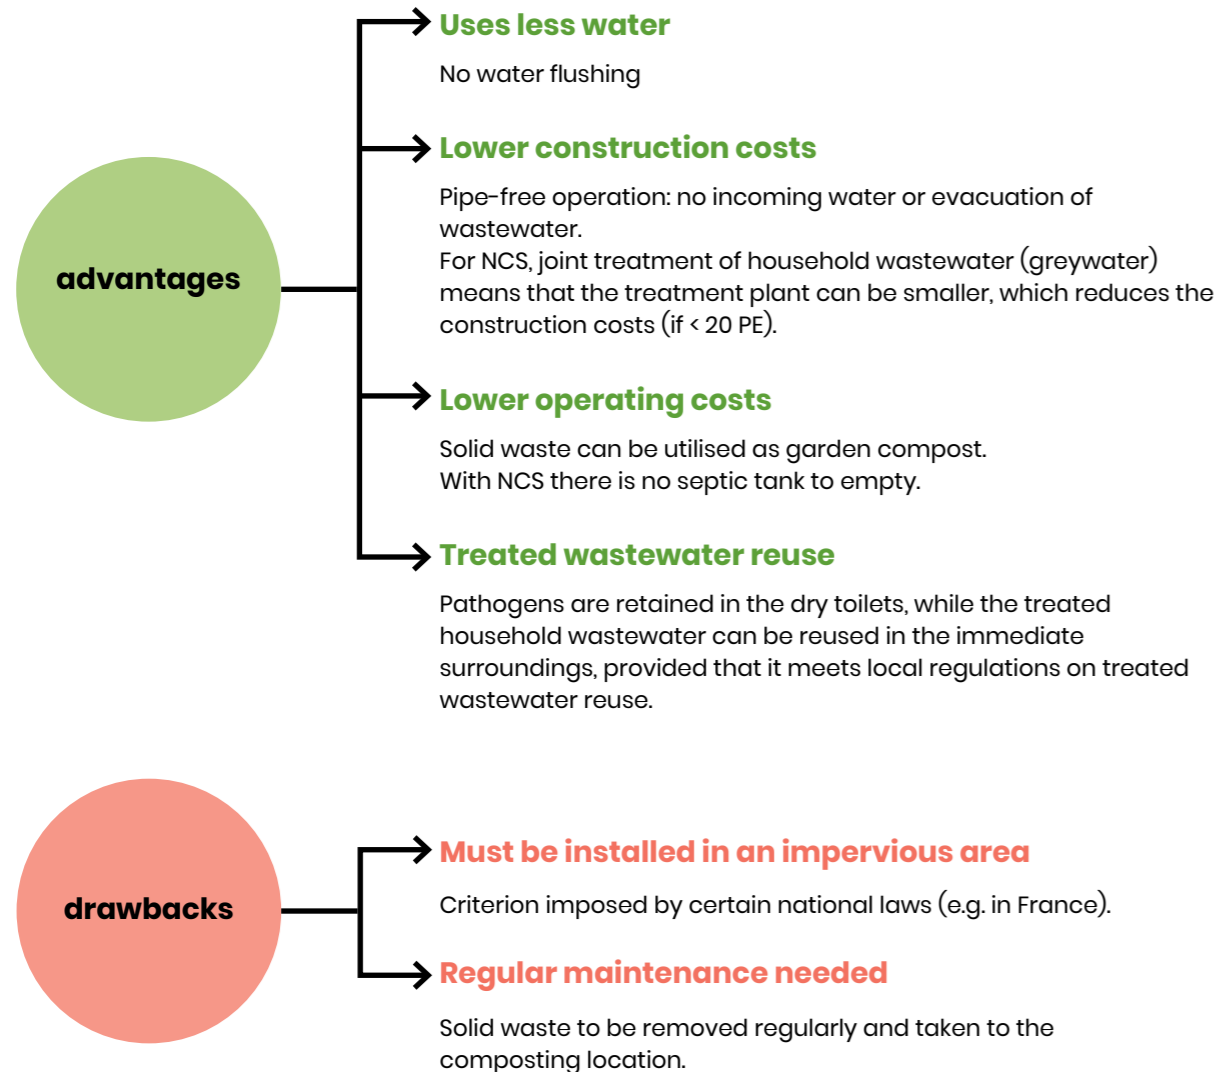 advantages
Uses less water
No water flushing
Lower construction costs
Pipe-free operation: no incoming water or evacuation of
wastewater.
For NCS, joint treatment of household wastewater (greywater)
means that the treatment plant can be smaller, which reduces the
construction costs (if < 20 PE).
Lower operating costs
Solid waste can be utilised as garden compost.
With NCS there is no septic tank to empty.
Treated wastewater reuse
Pathogens are retained in the dry toilets, while the treated
household wastewater can be reused in the immediate
surroundings, provided that it meets local regulations on treated
wastewater reuse.
drawbacks
Must be installed in an impervious area
Criterion imposed by certain national laws (e.g. in France).
Regular maintenance needed
Solid waste to be removed regularly and taken to the
composting location.